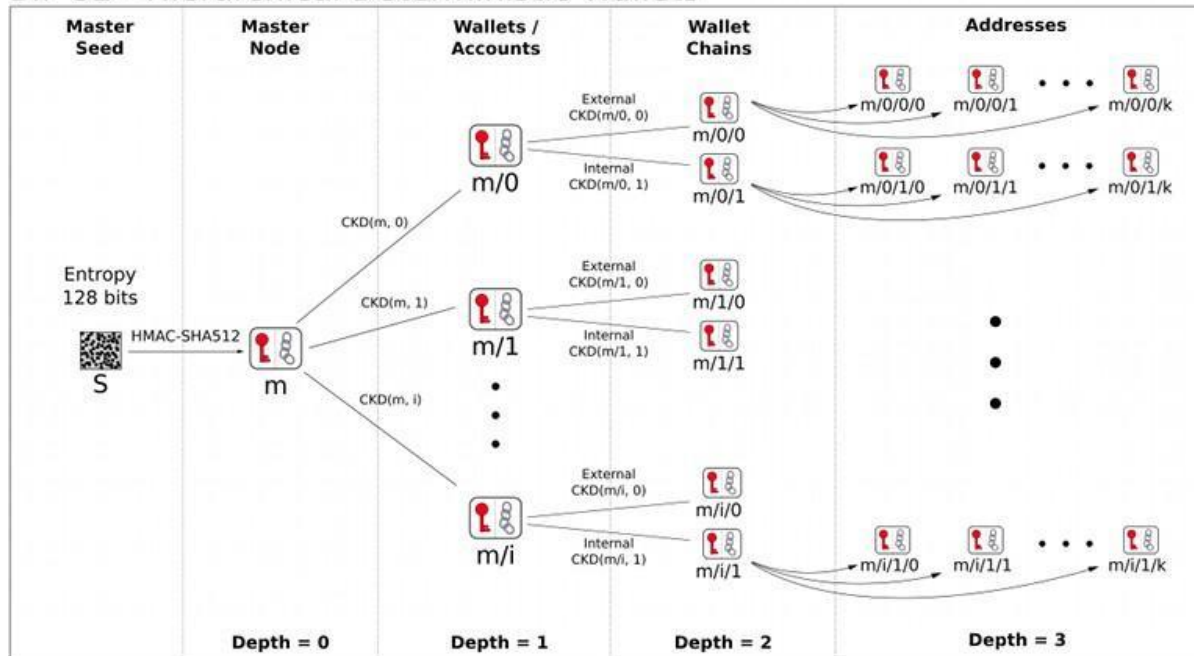 Master Seed
Master Node
Wallets / Accounts
Wallet Chains
Addresses
Entropy
128 bits
S
HMAC-SHA512
m
CKD(m, 0)
CKD(m, 1)
CKD(m, i)
m/0
m/1
m/i
External
CKD(m/0, 0)
Internal
CKD(m/0, 1)
External
CKD(m/1, 0)
Internal
CKD(m/1, 1)
External
CKD(m/i, 0)
Internal
CKD(m/i, 1)
m/0/0
m/0/1
m/1/0
m/1/1
m/i/0
m/i/1
m/0/0/0 m/0/0/1 m/0/0/k
m/0/1/0 m/0/1/1 m/0/1/k
m/i/1/0 m/i/1/1 m/i/1/k
Depth = 0
Depth = 1
Depth = 2
Depth = 3